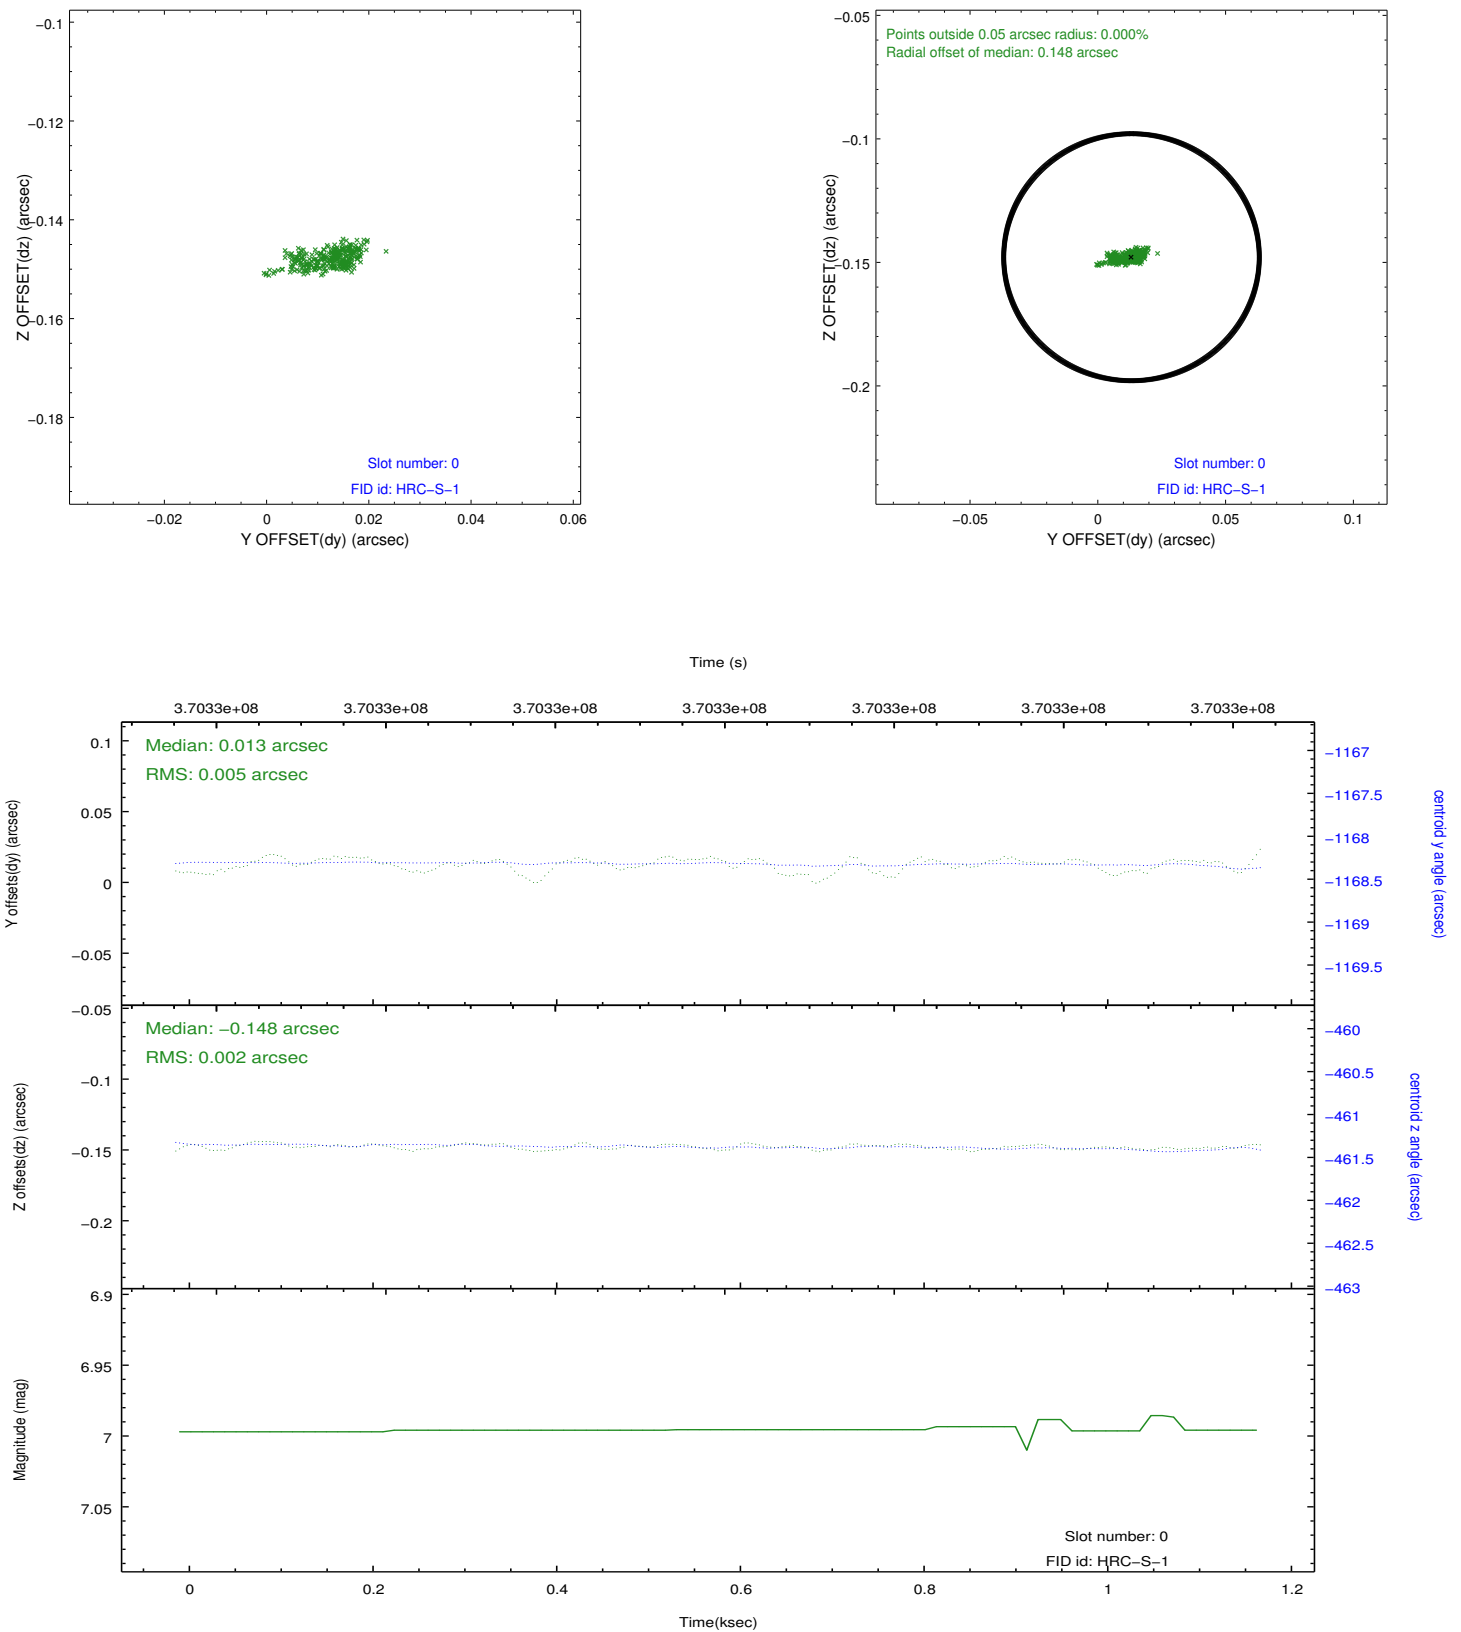 −0.1
−0.12
−0.14
−0.16
−0.18
Z OFFSET(dz) (arcsec)
Slot number: 0
FID id: HRC−S−1
−0.02 0 0.02 0.04 0.06
Y OFFSET(dy) (arcsec)
−0.05
−0.1
−0.15
−0.2
Z OFFSET(dz) (arcsec)
Points outside 0.05 arcsec radius: 0.000%
Radial offset of median: 0.148 arcsec
Slot number: 0
FID id: HRC−S−1
−0.05 0 0.05 0.1
Y OFFSET(dy) (arcsec)
Time (s)
3.7033e+08 3.7033e+08 3.7033e+08 3.7033e+08 3.7033e+08 3.7033e+08 3.7033e+08
Median: 0.013 arcsec
RMS: 0.005 arcsec
0.1
0.05
0
−0.05
Y offsets(dy) (arcsec)
−1167
−1167.5
−1168
−1168.5
−1169
−1169.5
centroid y angle (arcsec)
Median: −0.148 arcsec
RMS: 0.002 arcsec
−0.05
−0.1
−0.15
−0.2
Z offsets(dz) (arcsec)
−460
−460.5
−461
−461.5
−462
−462.5
−463
centroid z angle (arcsec)
6.9
6.95
7
7.05
Magnitude (mag)
Slot number: 0
FID id: HRC−S−1
0 0.2 0.4 0.6 0.8 1 1.2
Time(ksec)